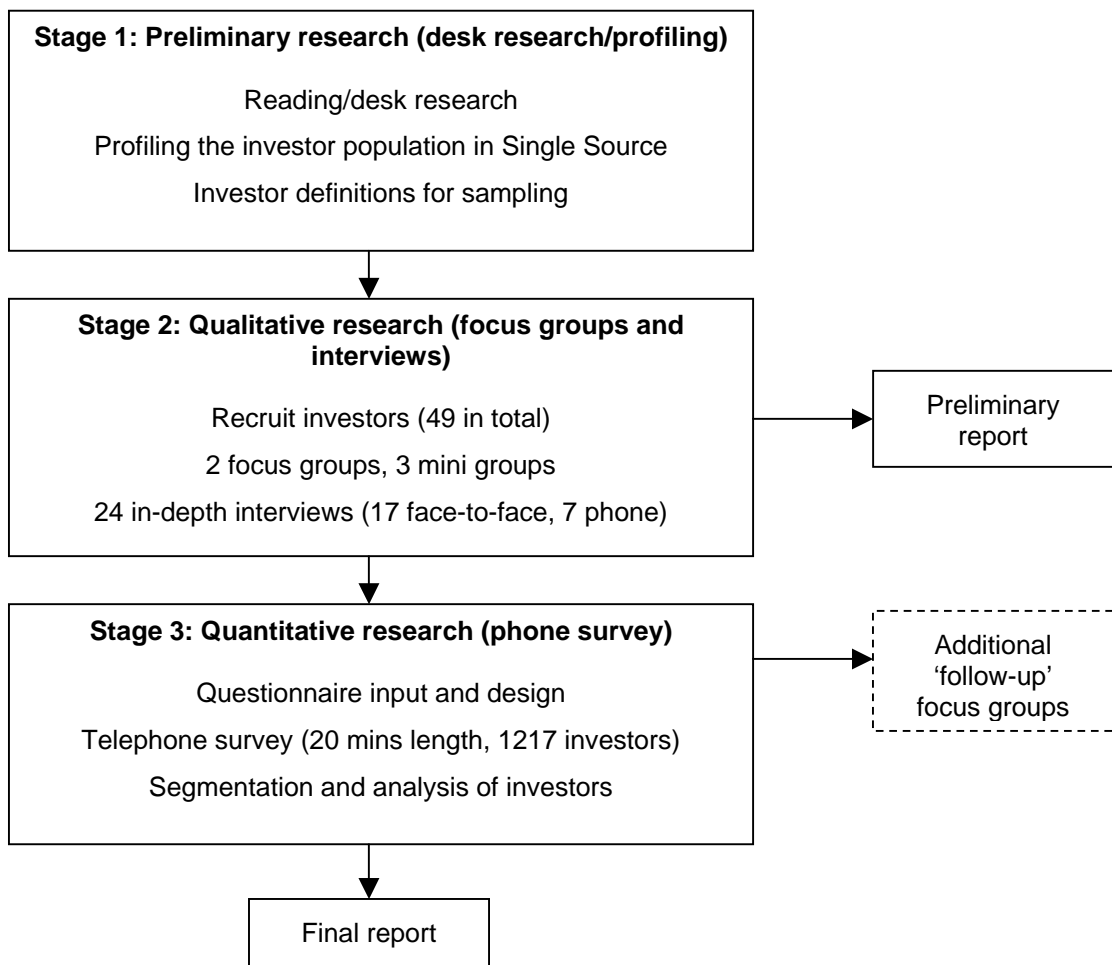 Stage 1: Preliminary research (desk research/profiling)
Reading/desk research
Profiling the investor population in Single Source
Investor definitions for sampling
Stage 2: Qualitative research (focus groups and
interviews)
Recruit investors (49 in total)
2 focus groups, 3 mini groups
24 in-depth interviews (17 face-to-face, 7 phone)
Preliminary
report
Stage 3: Quantitative research (phone survey)
Questionnaire input and design
Telephone survey (20 mins length, 1217 investors)
Segmentation and analysis of investors
Additional
‘follow-up’
focus groups
Final report